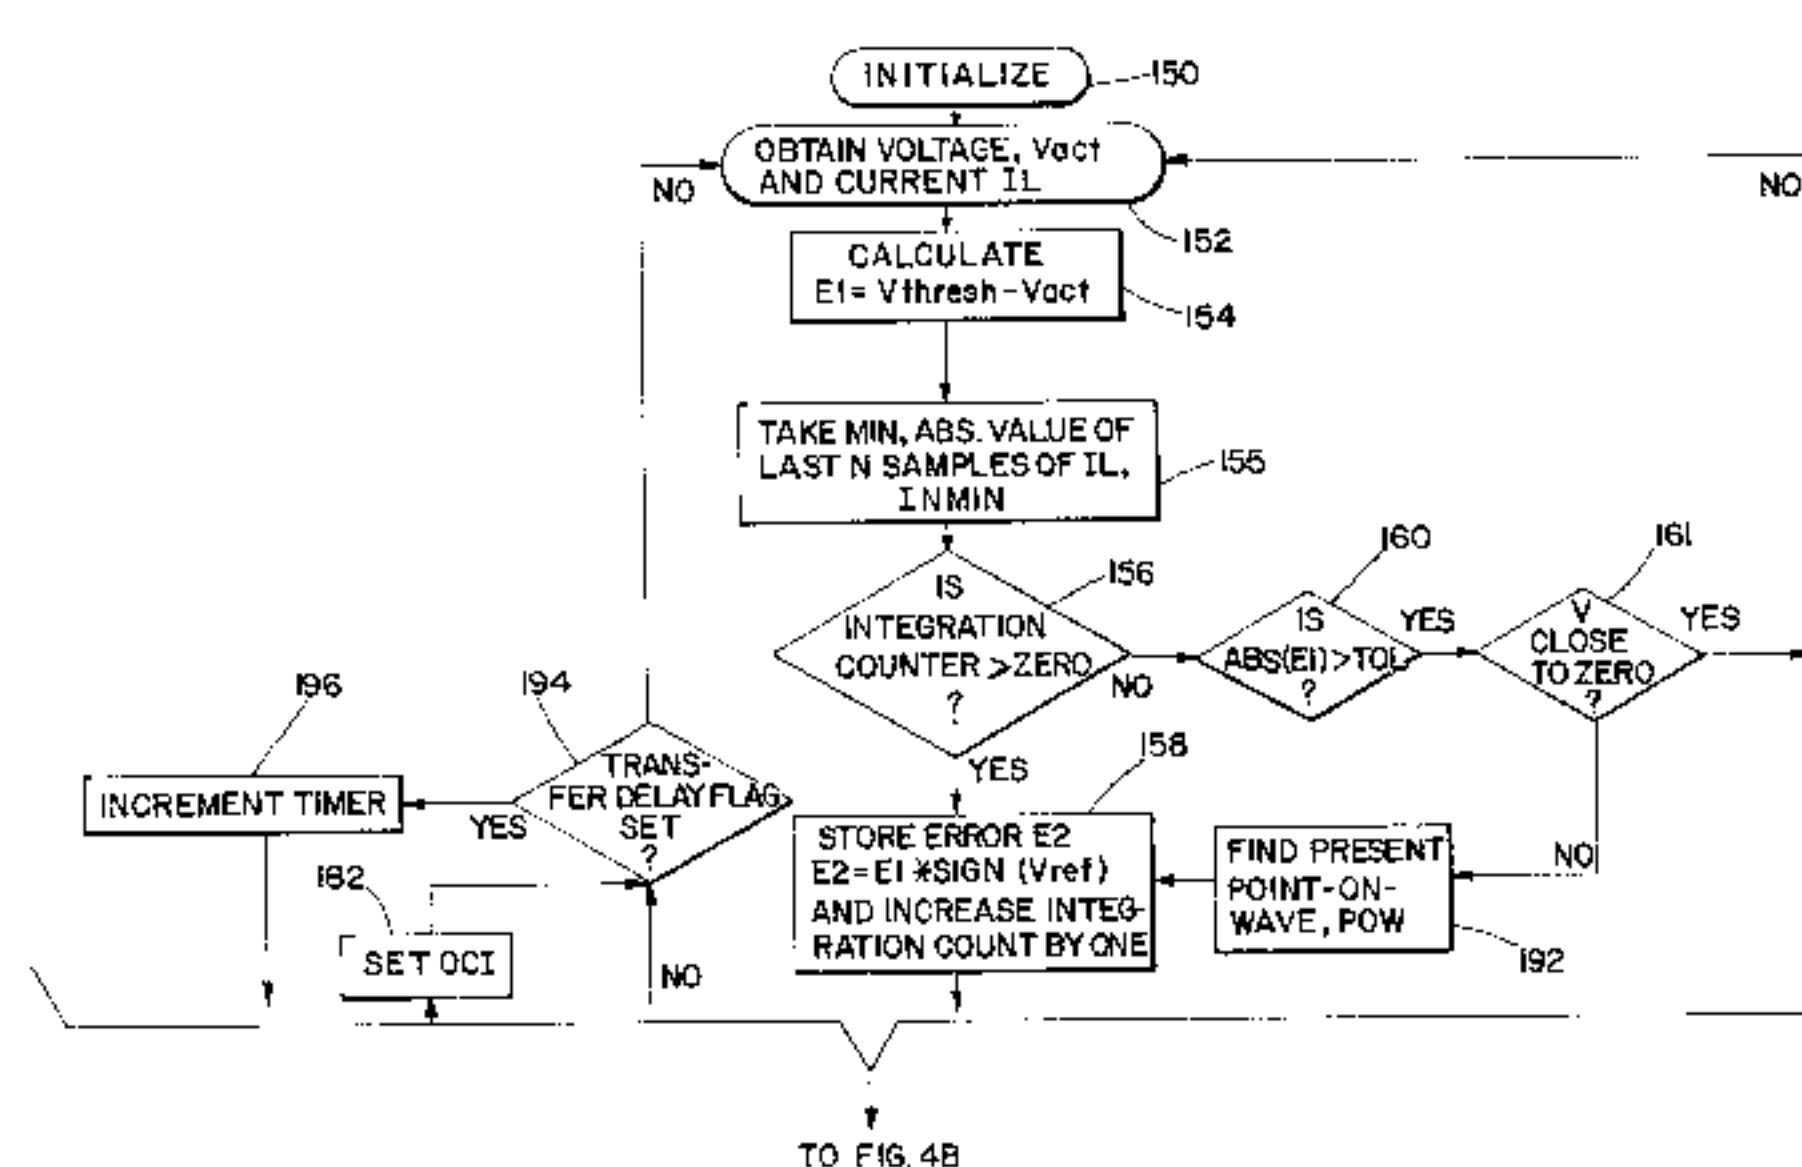 INITIALIZE
150
OBTAIN VOLTAGE, Vact
AND CURRENT IL
NO
NO
152
CALCULATE
E1= Vthresh-Vact
154
TAKE MIN, ABS. VALUE OF
LAST N SAMPLES OF IL,
INMIN
155
IS
INTEGRATION
COUNTER >ZERO
?
156
NO
YES
160
IS
ABS(E1)>TOL
?
YES
161
V
CLOSE
TO ZERO
?
YES
NO
196
INCREMENT TIMER
194
TRANS-
FER DELAY FLAG
SET
?
YES
NO
182
SET OCI
158
STORE ERROR E2
E2=E1*SIGN (Vref)
AND INCREASE INTEG-
RATION COUNT BY ONE
FIND PRESENT
POINT-ON-
WAVE, POW
192
TO FIG. 4B